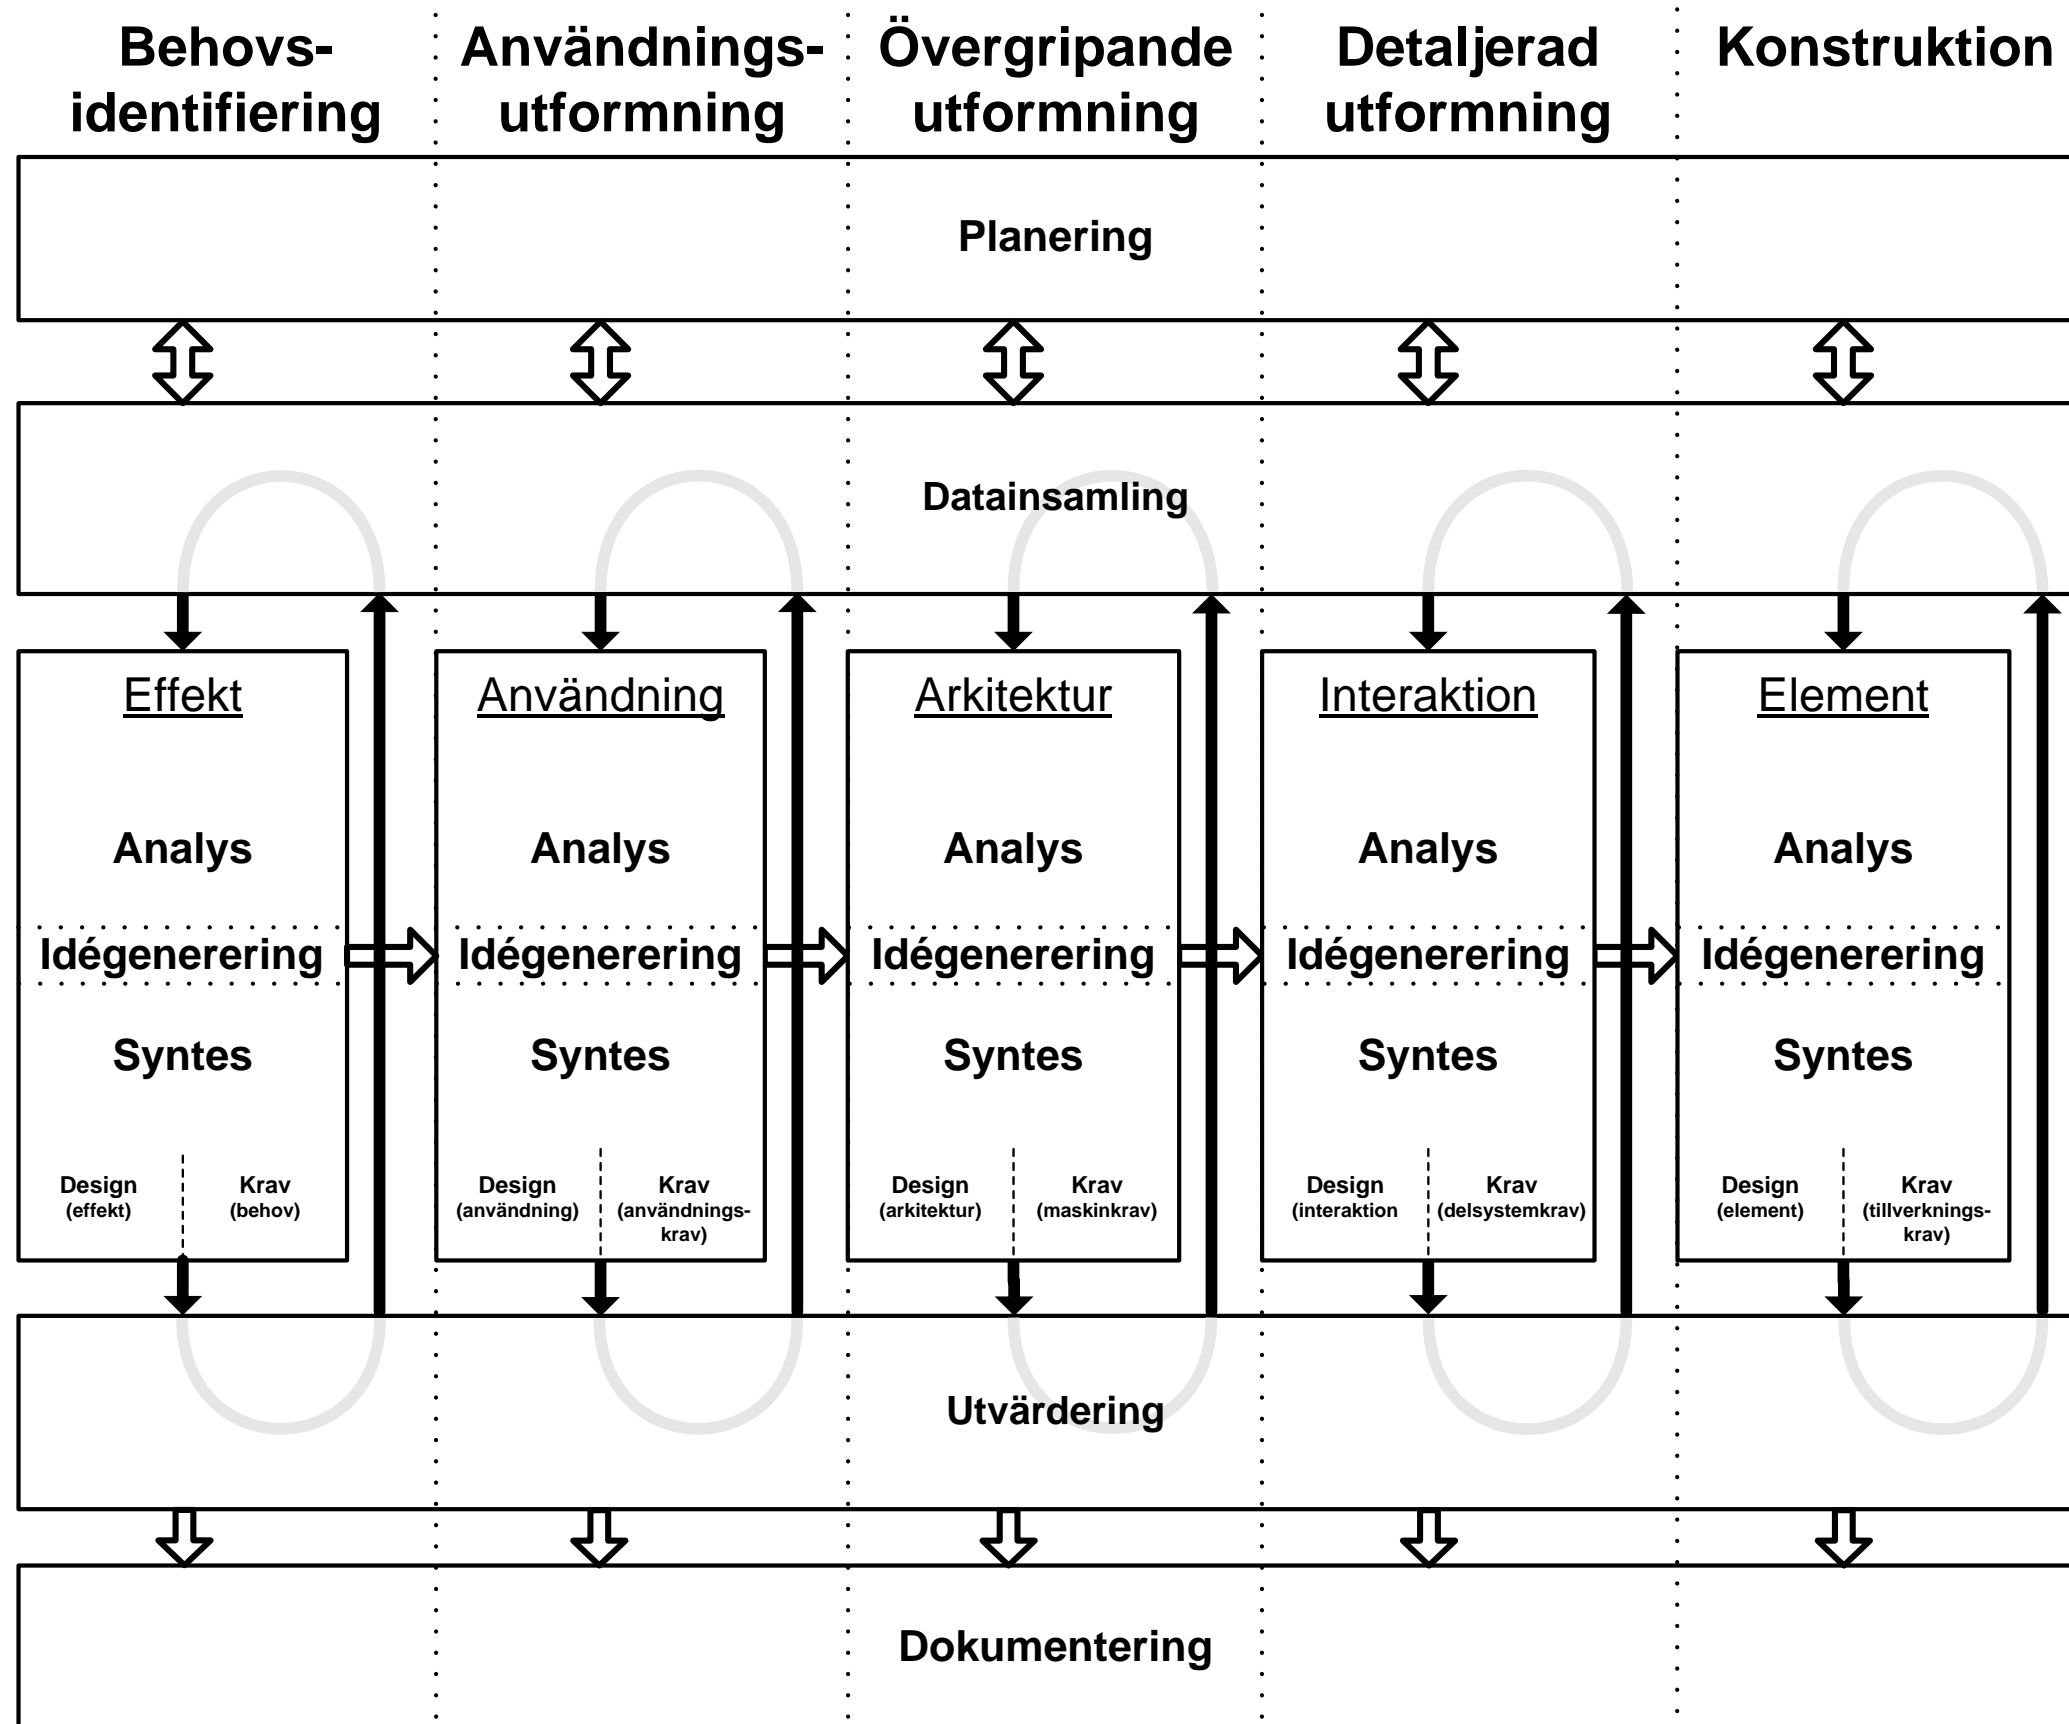 Behovs-
identifiering
Användnings-
utformning
Övergripande
utformning
Detaljerad
utformning
Konstruktion
Planering
Datainsamling
Effekt
Analys
Idégenerering
Syntes
Design
(effekt)
Krav
(behov)
Användning
Analys
Idégenerering
Syntes
Design
(användning)
Krav
(användnings-
krav)
Arkitektur
Analys
Idégenerering
Syntes
Design
(arkitektur)
Krav
(maskinkrav)
Interaktion
Analys
Idégenerering
Syntes
Design
(interaktion
Krav
(delsystemkrav)
Element
Analys
Idégenerering
Syntes
Design
(element)
Krav
(tillverknings-
krav)
Utvärdering
Dokumentering